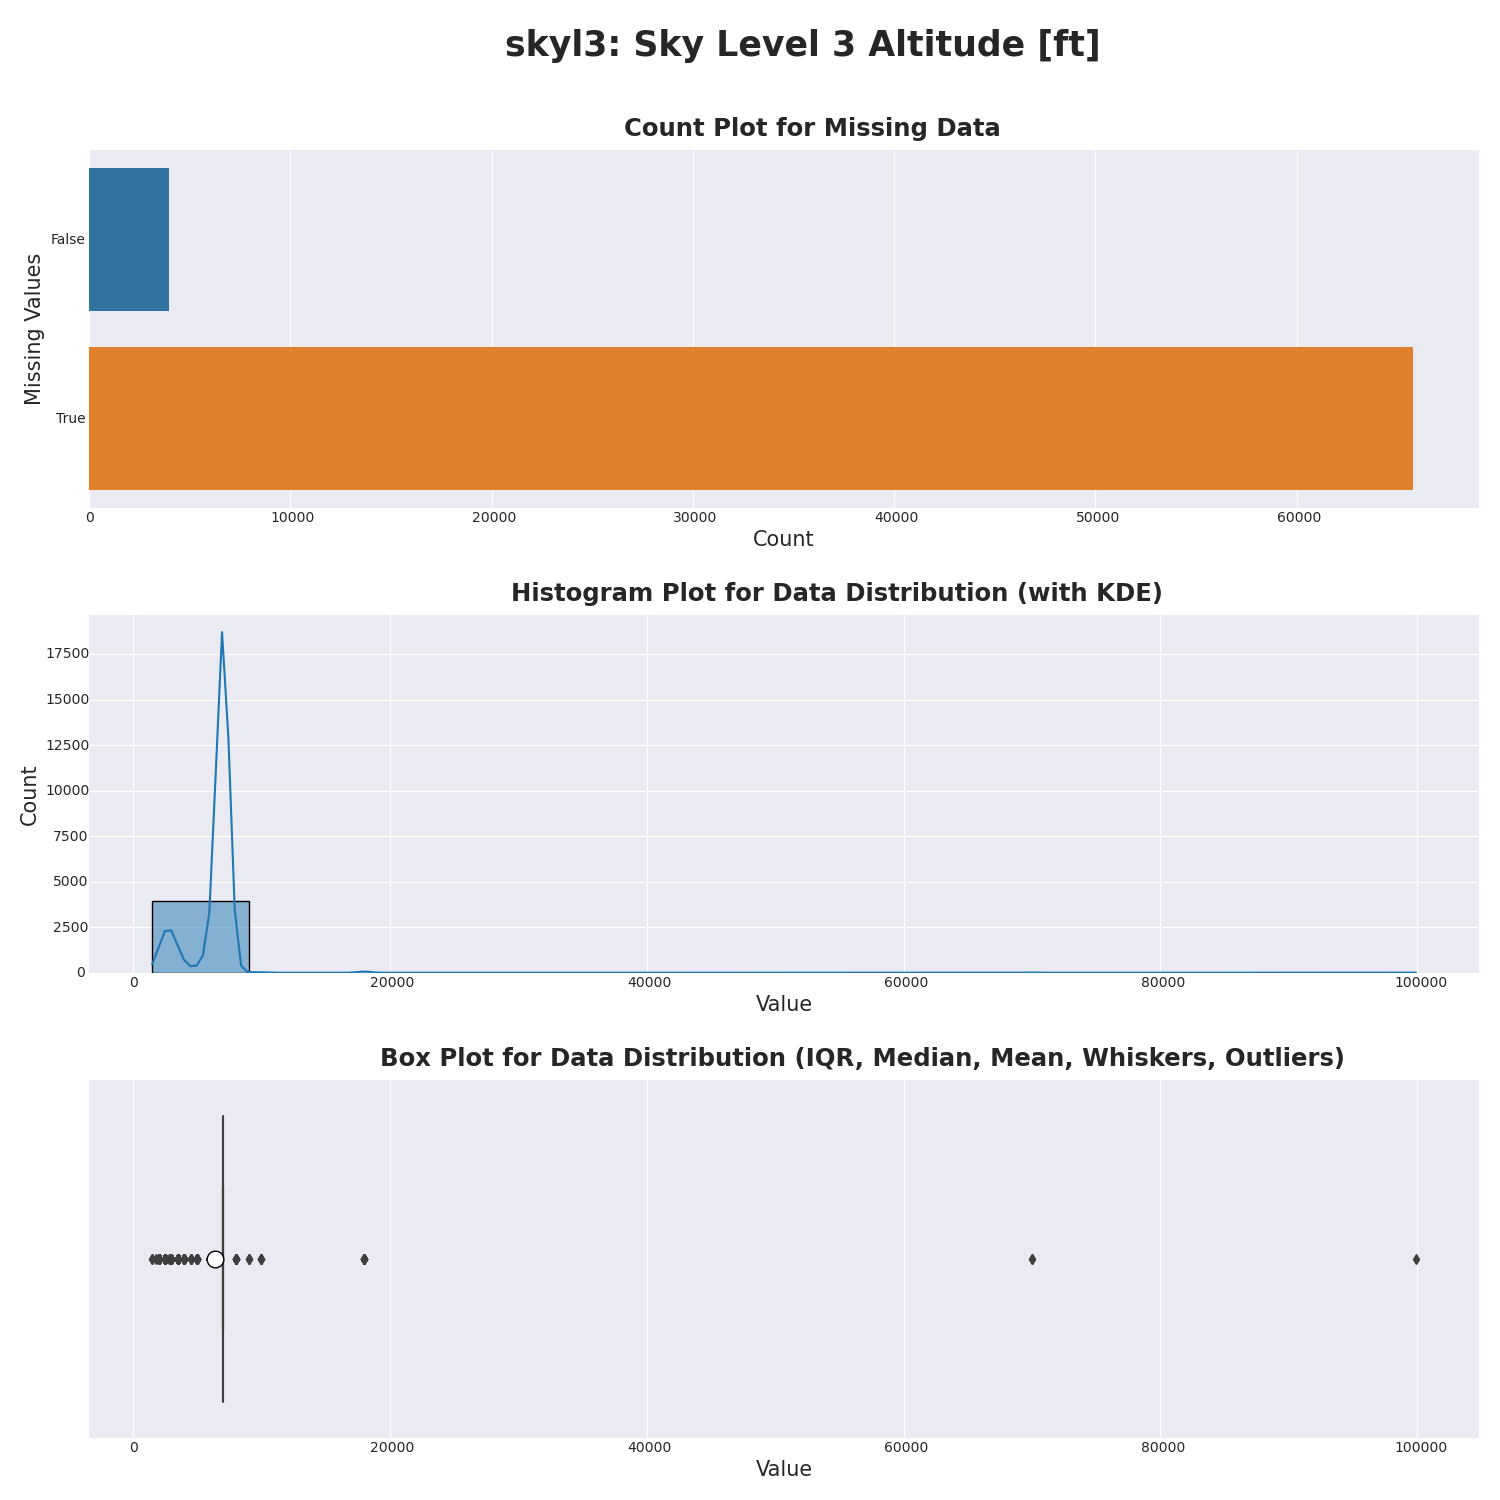 skyl3: Sky Level 3 Altitude [ft]
Count Plot for Missing Data
Missing Values
False
True
0 10000 20000 30000 40000 50000 60000
Count
Histogram Plot for Data Distribution (with KDE)
Count
17500
15000
12500
10000
7500
5000
2500
0
0 20000 40000 60000 80000 100000
Value
Box Plot for Data Distribution (IQR, Median, Mean, Whiskers, Outliers)
0 20000 40000 60000 80000 100000
Value